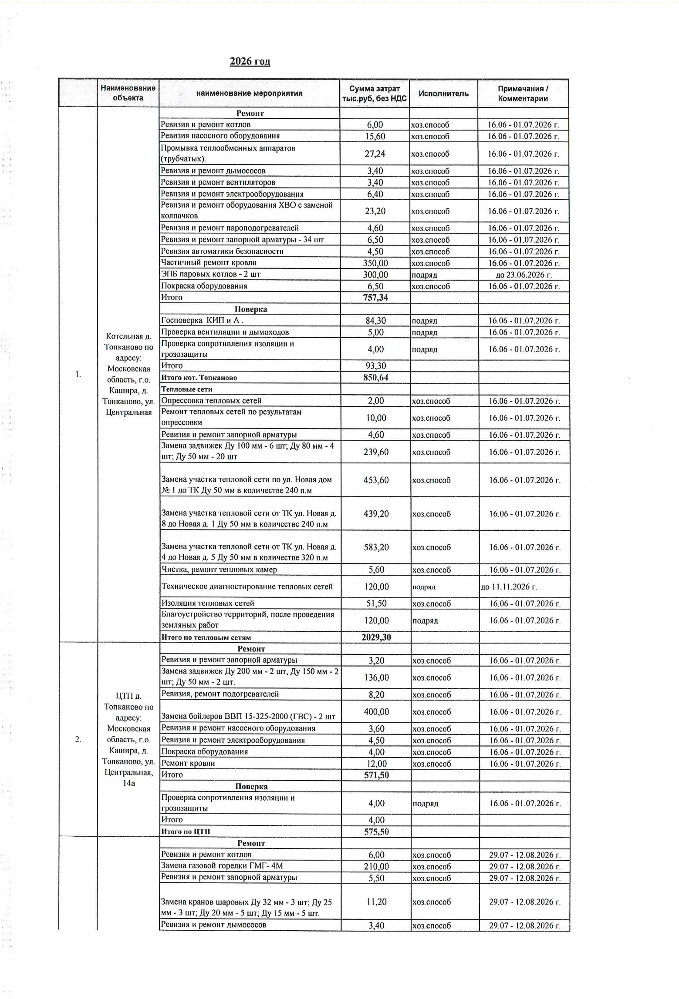 2026 год
Наименование объекта | наименование мероприятия | Сумма затрат тыс.руб, без НДС | Исполнитель | Примечания / Комментарии
1.
Котельная д.
Топканово по
адресу:
Московская
область, г.о.
Кашира, д.
Топканово, ул.
Центральная
Ремонт
Ревизия и ремонт котлов 6,00 хоз.способ 16.06 - 01.07.2026 г.
Ревизия насосного оборудования 15,60 хоз.способ 16.06 - 01.07.2026 г.
Промывка теплообменных аппаратов
(трубчатых). 27,24 хоз.способ 16.06 - 01.07.2026 г.
Ревизия и ремонт дымососов 3,40 хоз.способ 16.06 - 01.07.2026 г.
Ревизия и ремонт вентиляторов 3,40 хоз.способ 16.06 - 01.07.2026 г.
Ревизия и ремонт электрооборудования 6,40 хоз.способ 16.06 - 01.07.2026 г.
Ревизия и ремонт оборудования ХВО с заменой
колпачков 23,20 хоз.способ 16.06 - 01.07.2026 г.
Ревизия и ремонт пароподогревателей 4,60 хоз.способ 16.06 - 01.07.2026 г.
Ревизия и ремонт запорной арматуры - 34 шт 6,50 хоз.способ 16.06 - 01.07.2026 г.
Ревизия автоматики безопасности 4,50 хоз.способ 16.06 - 01.07.2026 г.
Частичный ремонт кровли 350,00 хоз.способ 16.06 - 01.07.2026 г.
ЭПБ паровых котлов - 2 шт 300,00 подряд до 23.06.2026 г.
Покраска оборудования 6,50 хоз.способ 16.06 - 01.07.2026 г.
Итого 757,34
Поверка
Госповерка КИП и А . 84,30 подряд 16.06 - 01.07.2026 г.
Проверка вентиляции и дымоходов 5,00 подряд 16.06 - 01.07.2026 г.
Проверка сопротивления изоляции и
грозозащиты 4,00 подряд 16.06 - 01.07.2026 г.
Итого 93,30
Итого кот. Топканово 850,64
Тепловые сети
Опрессовка тепловых сетей 2,00 хоз.способ 16.06 - 01.07.2026 г.
Ремонт тепловых сетей по результатам
опрессовки 10,00 хоз.способ 16.06 - 01.07.2026 г.
Ревизия и ремонт запорной арматуры 4,60 хоз.способ 16.06 - 01.07.2026 г.
Замена задвижек Ду 100 мм - 6 шт; Ду 80 мм - 4
шт; Ду 50 мм - 20 шт 239,60 хоз.способ 16.06 - 01.07.2026 г.
Замена участка тепловой сети по ул. Новая дом
№ 1 до ТК Ду 50 мм в количестве 240 п.м 453,60 хоз.способ 16.06 - 01.07.2026 г.
Замена участка тепловой сети от ТК ул. Новая д.
8 до Новая д. 1 Ду 50 мм в количестве 240 п.м 439,20 хоз.способ 16.06 - 01.07.2026 г.
Замена участка тепловой сети от ТК ул. Новая д.
4 до Новая д. 5 Ду 50 мм в количестве 320 п.м 583,20 хоз.способ 16.06 - 01.07.2026 г.
Чистка, ремонт тепловых камер 5,60 хоз.способ 16.06 - 01.07.2026 г.
Техническое диагностирование тепловых сетей 120,00 подряд до 11.11.2026 г.
Изоляция тепловых сетей 51,50 хоз.способ 16.06 - 01.07.2026 г.
Благоустройство территорий, после проведения
земляных работ 120,00 подряд 16.06 - 01.07.2026 г.
Итого по тепловым сетям 2029,30
2.
ЦТП д.
Топканово по
адресу:
Московская
область, г.о.
Кашира, д.
Топканово, ул.
Центральная,
14а
Ремонт
Ревизия и ремонт запорной арматуры 3,20 хоз.способ 16.06 - 01.07.2026 г.
Замена задвижек Ду 200 мм - 2 шт, Ду 150 мм - 2
шт; Ду 50 мм - 2 шт. 136,00 хоз.способ 16.06 - 01.07.2026 г.
Ревизия, ремонт подогревателей 8,20 хоз.способ 16.06 - 01.07.2026 г.
Замена бойлеров ВВП 15-325-2000 (ГВС) - 2 шт 400,00 хоз.способ 16.06 - 01.07.2026 г.
Ревизия и ремонт насосного оборудования 3,60 хоз.способ 16.06 - 01.07.2026 г.
Ревизия и ремонт электрооборудования 4,50 хоз.способ 16.06 - 01.07.2026 г.
Покраска оборудования 4,00 хоз.способ 16.06 - 01.07.2026 г.
Ремонт кровли 12,00 хоз.способ 16.06 - 01.07.2026 г.
Итого 571,50
Поверка
Проверка сопротивления изоляции и
грозозащиты 4,00 подряд 16.06 - 01.07.2026 г.
Итого 4,00
Итого по ЦТП 575,50
Ремонт
Ревизия и ремонт котлов 6,00 хоз.способ 29.07 - 12.08.2026 г.
Замена газовой горелки ГМГ- 4М 210,00 хоз.способ 29.07 - 12.08.2026 г.
Ревизия и ремонт запорной арматуры 5,50 хоз.способ 29.07 - 12.08.2026 г.
Замена кранов шаровых Ду 32 мм - 3 шт; Ду 25
мм - 3 шт; Ду 20 мм - 5 шт; Ду 15 мм - 5 шт. 11,20 хоз.способ 29.07 - 12.08.2026 г.
Ревизия и ремонт дымососов 3,40 хоз.способ 29.07 - 12.08.2026 г.